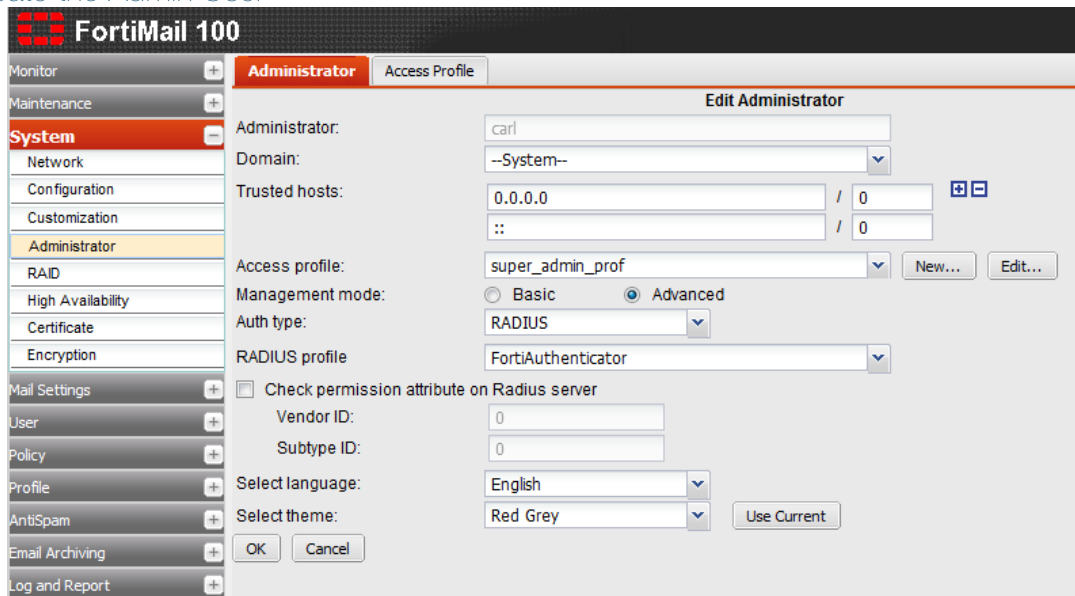 FortiMail 100
Monitor
Maintenance
System
Network
Configuration
Customization
Administrator
RAID
High Availability
Certificate
Encryption
Mail Settings
User
Policy
Profile
AntiSpam
Email Archiving
Log and Report
Administrator Access Profile
Edit Administrator
Administrator: carl
Domain: --System--
Trusted hosts: 0.0.0.0 / 0
:: / 0
Access profile: super_admin_prof New... Edit...
Management mode: Basic Advanced
Auth type: RADIUS
RADIUS profile FortiAuthenticator
Check permission attribute on Radius server
Vendor ID: 0
Subtype ID: 0
Select language: English
Select theme: Red Grey Use Current
OK Cancel